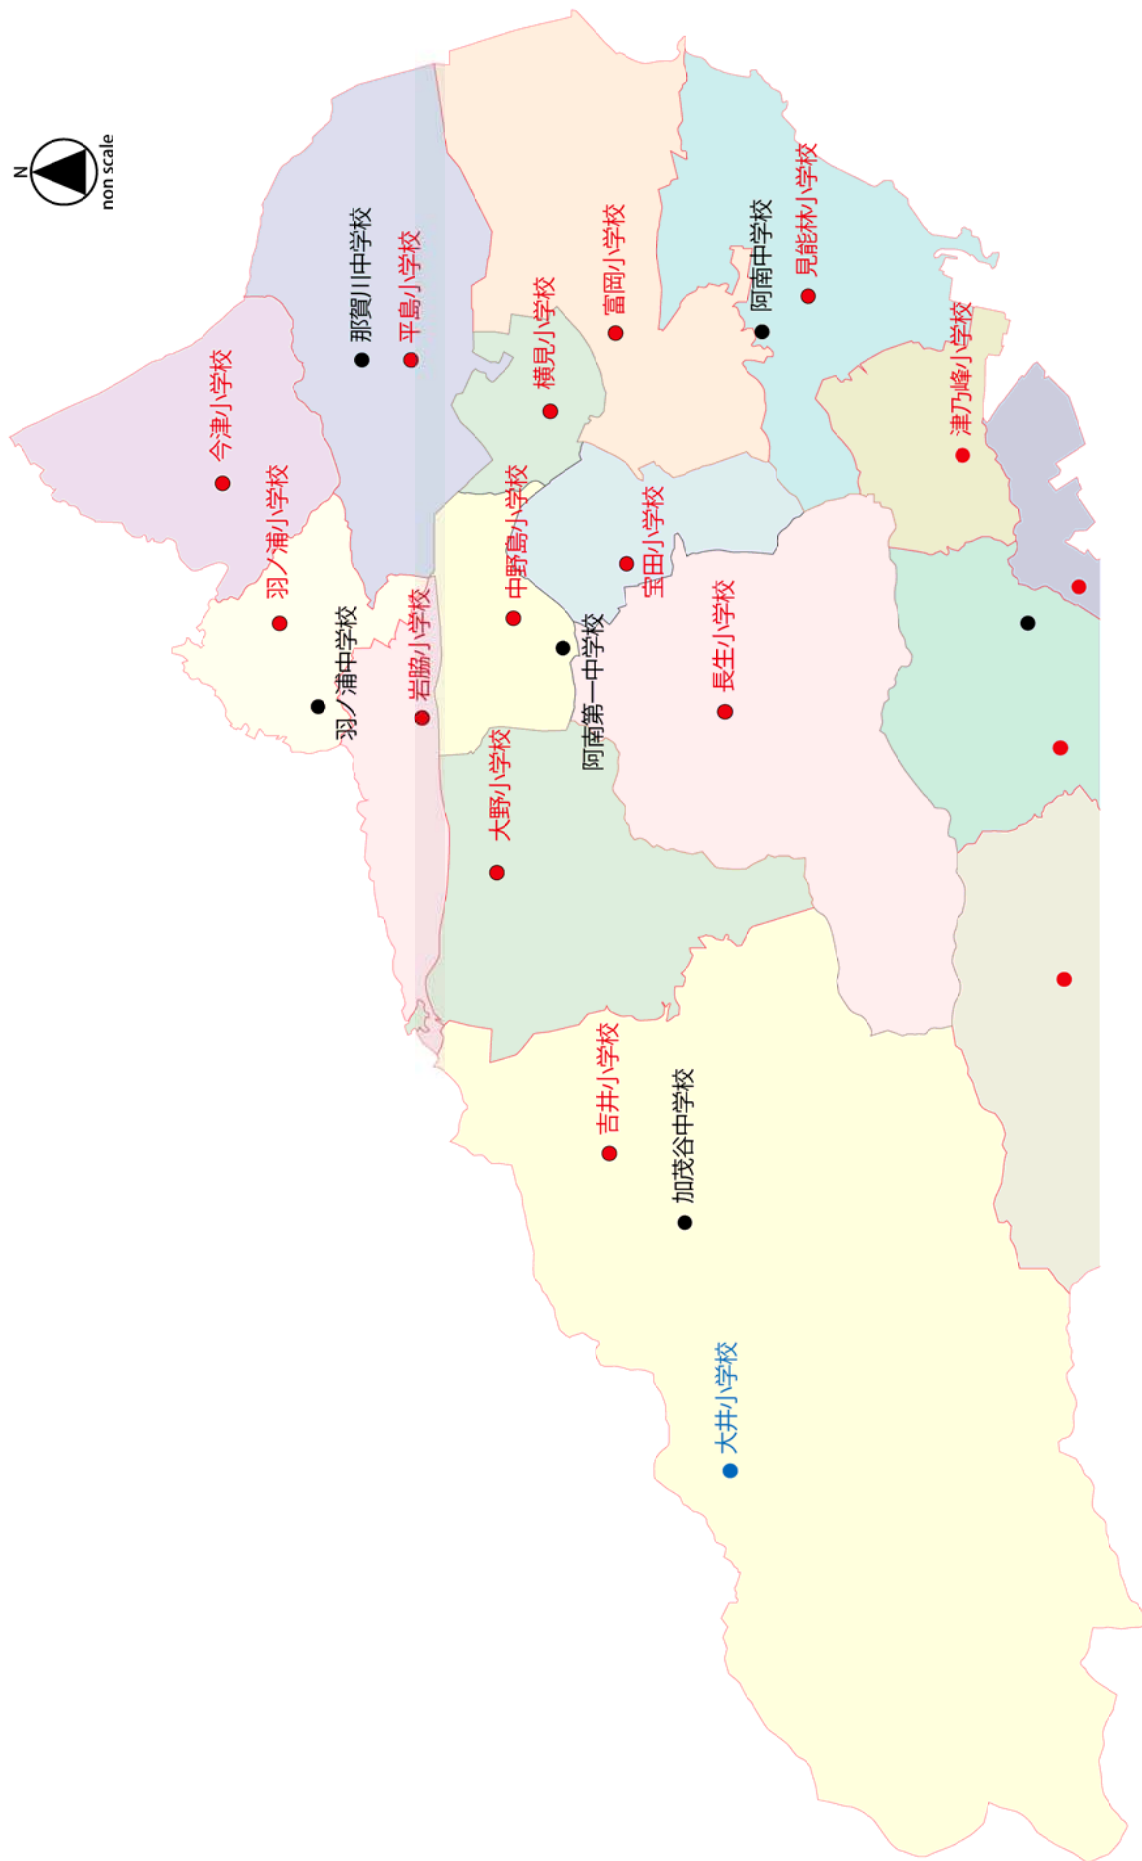 N
non scale
今津小学校
羽ノ浦小学校
那賀川中学校
平島小学校
羽ノ浦中学校
岩脇小学校
横見小学校
中野島小学校
富岡小学校
大野小学校
阿南第一中学校
宝田小学校
阿南中学校
見能林小学校
長生小学校
吉井小学校
加茂谷中学校
大井小学校
津乃峰小学校